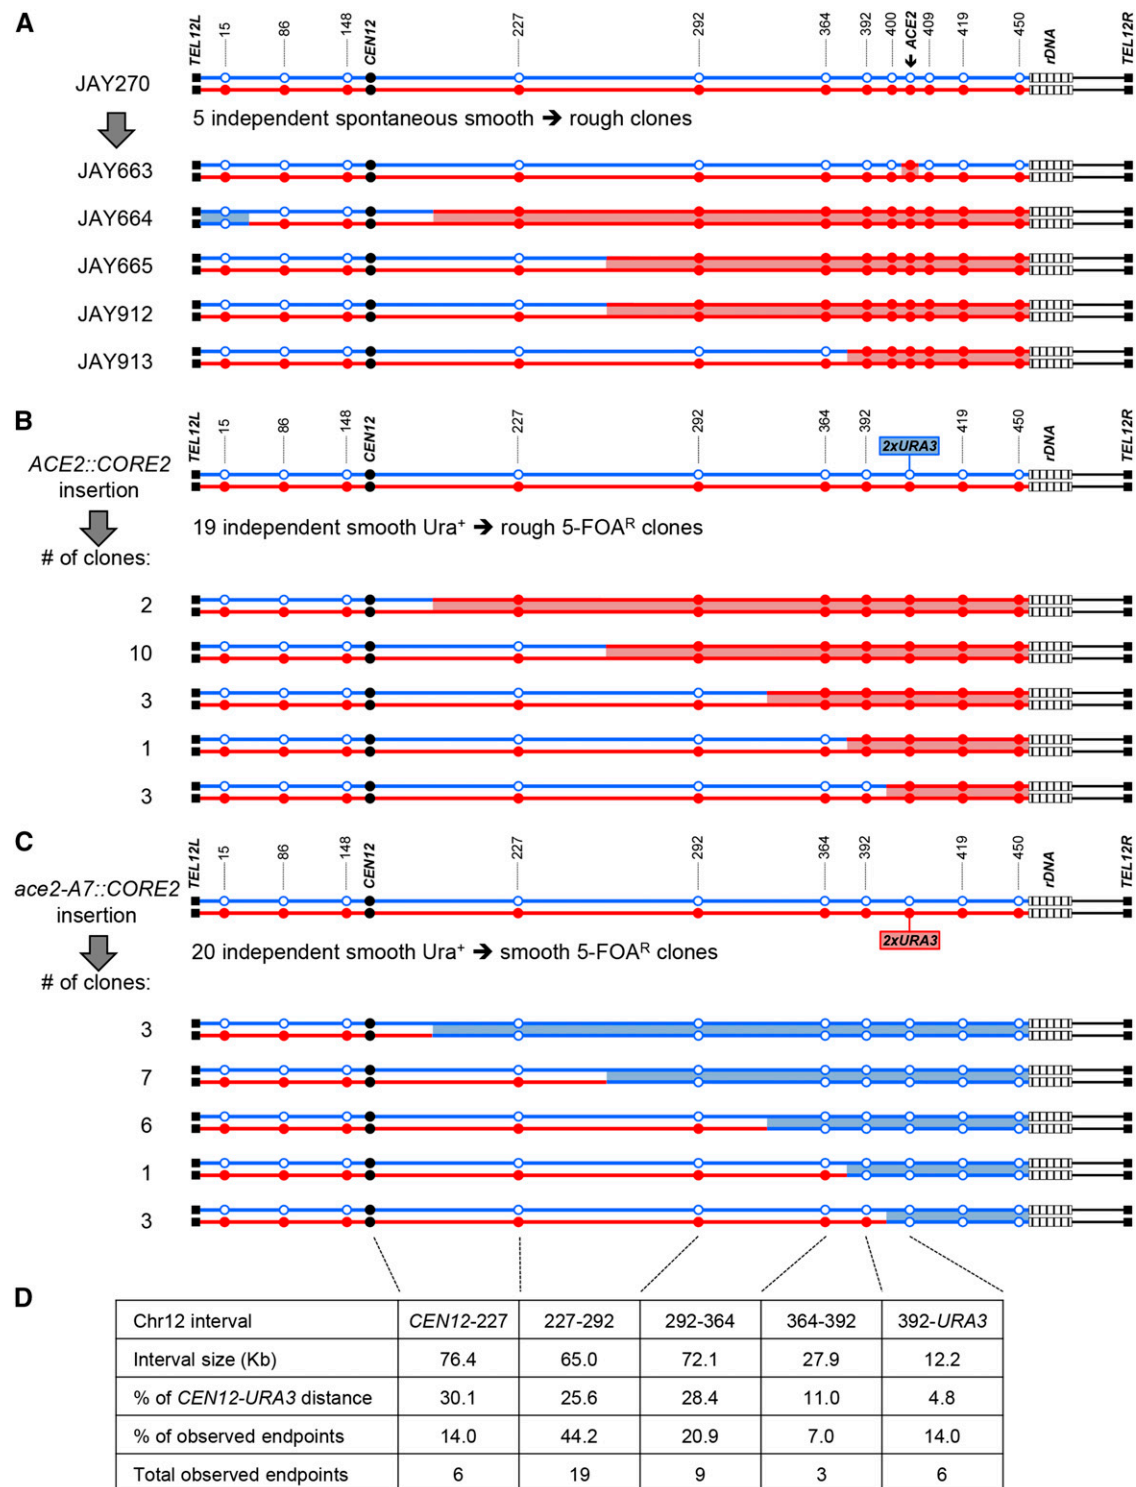 A
TEL12L 15 86 148 CEN12 227 292 364 392 400 ← ACE2 409 419 450 rDNA TEL12R
JAY270
5 independent spontaneous smooth ➔ rough clones
JAY663
JAY664
JAY665
JAY912
JAY913
B
TEL12L 15 86 148 CEN12 227 292 364 392 419 450 rDNA TEL12R
2xURA3
ACE2::CORE2
insertion
19 independent smooth Ura⁺ ➔ rough 5-FOAᴿ clones
# of clones:
2
10
3
1
3
C
TEL12L 15 86 148 CEN12 227 292 364 392 419 450 rDNA TEL12R
ace2-A7::CORE2
insertion
2xURA3
20 independent smooth Ura⁺ ➔ smooth 5-FOAᴿ clones
# of clones:
3
7
6
1
3
D
Chr12 interval CEN12-227 227-292 292-364 364-392 392-URA3
Interval size (Kb) 76.4 65.0 72.1 27.9 12.2
% of CEN12-URA3 distance 30.1 25.6 28.4 11.0 4.8
% of observed endpoints 14.0 44.2 20.9 7.0 14.0
Total observed endpoints 6 19 9 3 6